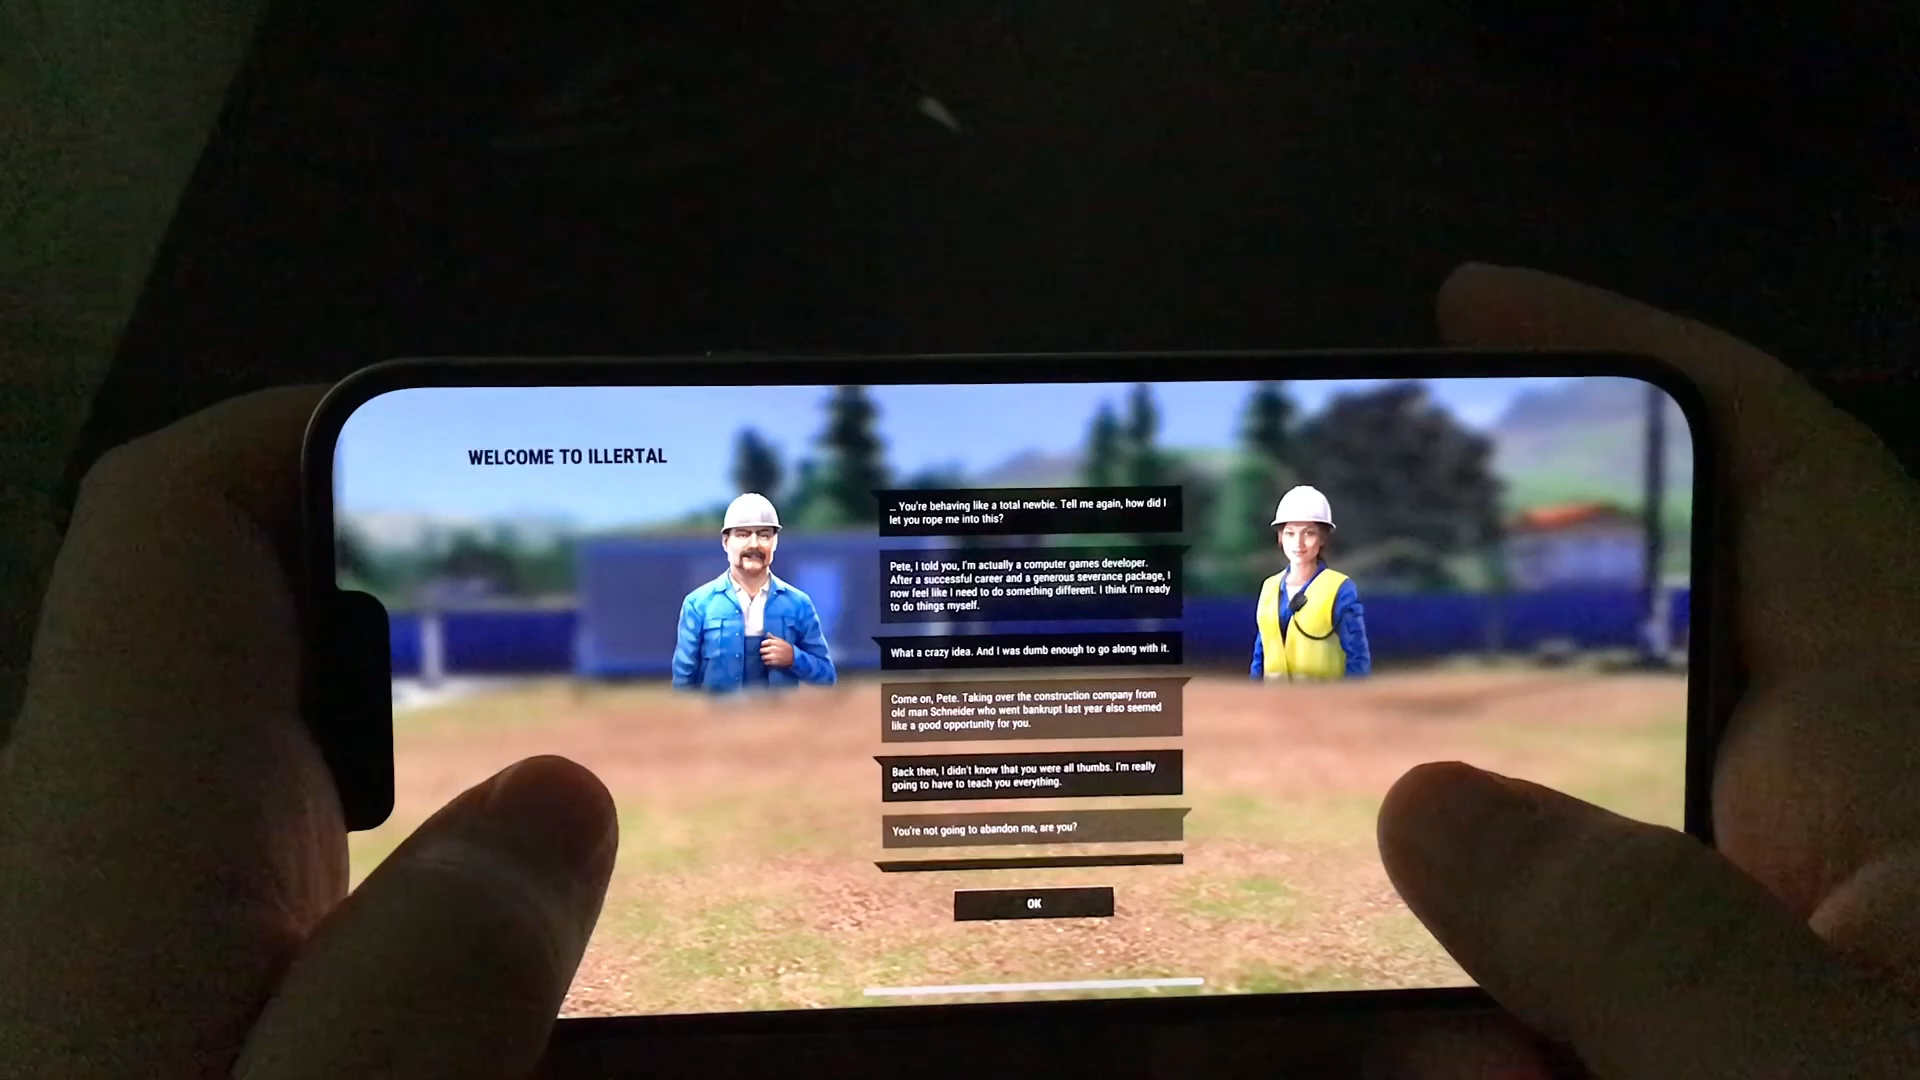 WELCOME TO ILLERTAL
... You're behaving like a total newbie. Tell me again, how did I
let you rope me into this?
Pete, I told you, I'm actually a computer games developer.
After a successful career and a generous severance package, I
now feel like I need to do something different. I think I'm ready
to do things myself.
What a crazy idea. And I was dumb enough to go along with it.
Come on, Pete. Taking over the construction company from
old man Schneider who went bankrupt last year also seemed
like a good opportunity for you.
Back then, I didn't know that you were all thumbs. I'm really
going to have to teach you everything.
You're not going to abandon me, are you?
OK